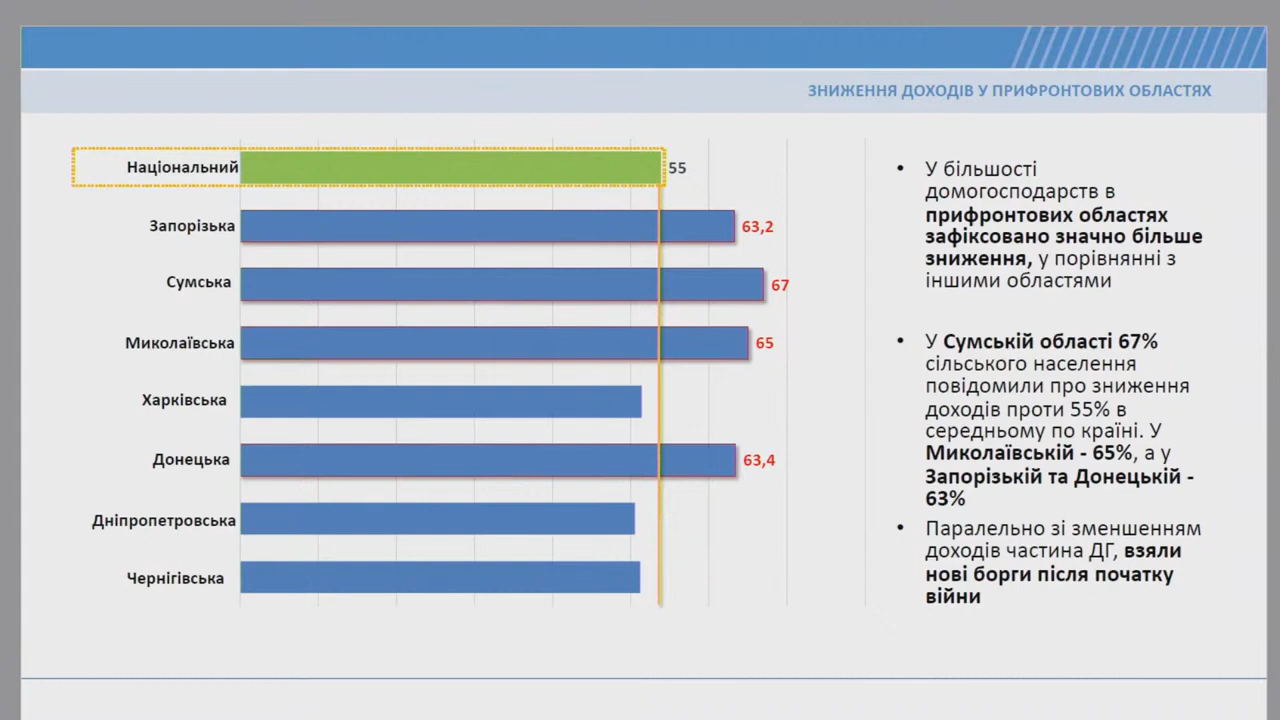 ЗНИЖЕННЯ ДОХОДІВ У ПРИФРОНТОВИХ ОБЛАСТЯХ
Національний 55
Запорізька 63,2
Сумська 67
Миколаївська 65
Харківська
Донецька 63,4
Дніпропетровська
Чернігівська
• У більшості
домогосподарств в
прифронтових областях
зафіксовано значно більше
зниження, у порівнянні з
іншими областями
• У Сумській області 67%
сільського населення
повідомили про зниження
доходів проти 55% в
середньому по країні. У
Миколаївській - 65%, а у
Запорізькій та Донецькій -
63%
• Паралельно зі зменшенням
доходів частина ДГ, взяли
нові борги після початку
війни